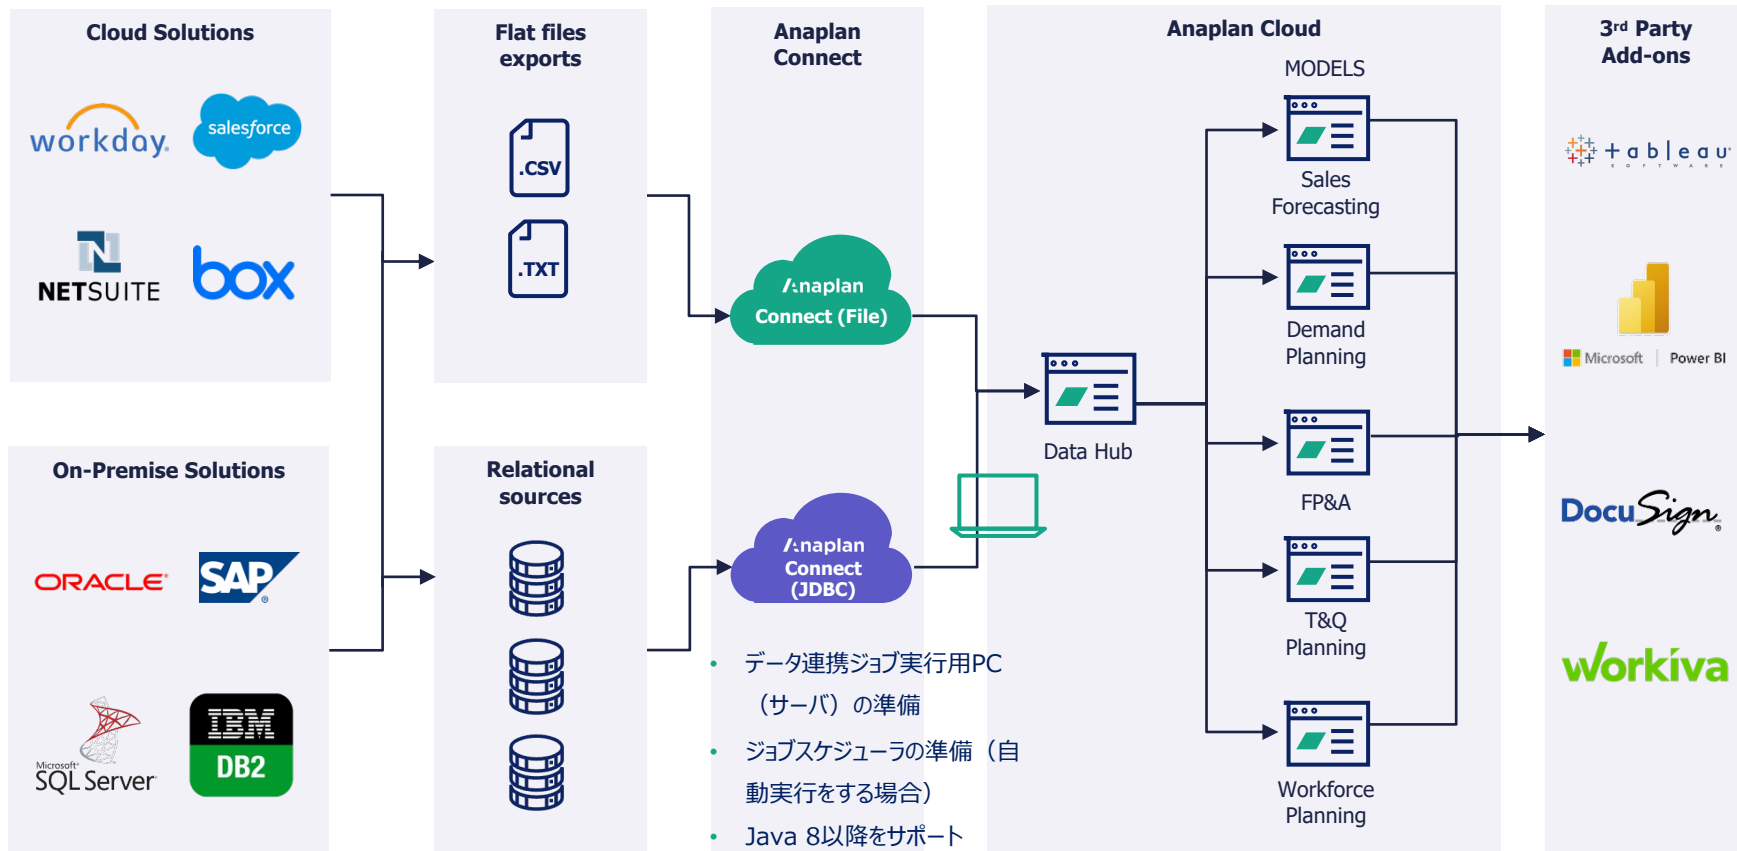 Cloud Solutions
workday.
salesforce
NETSUITE
box
On-Premise Solutions
ORACLE®
SAP®
Microsoft®
SQL Server®
IBM
DB2
Flat files
exports
.CSV
.TXT
Relational
sources
Anaplan
Connect
Anaplan
Connect (File)
Anaplan
Connect
(JDBC)
• データ連携ジョブ実行用PC
（サーバ）の準備
• ジョブスケジューラの準備（自
動実行をする場合）
• Java 8以降をサポート
Anaplan Cloud
Data Hub
MODELS
Sales
Forecasting
Demand
Planning
FP&A
T&Q
Planning
Workforce
Planning
3rd Party
Add-ons
+ableau®
SOFTWARE
Microsoft | Power BI
DocuSign®
Workiva